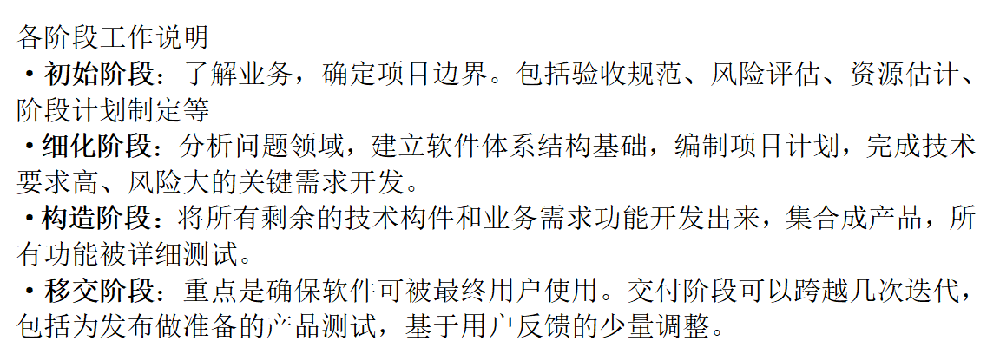 各阶段工作说明
·初始阶段：了解业务，确定项目边界。包括验收规范、风险评估、资源估计、
阶段计划制定等
·细化阶段：分析问题领域，建立软件体系结构基础，编制项目计划，完成技术
要求高、风险大的关键需求开发。
·构造阶段：将所有剩余的技术构件和业务需求功能开发出来，集合成产品，所
有功能被详细测试。
·移交阶段：重点是确保软件可被最终用户使用。交付阶段可以跨越几次迭代，
包括为发布做准备的产品测试，基于用户反馈的少量调整。